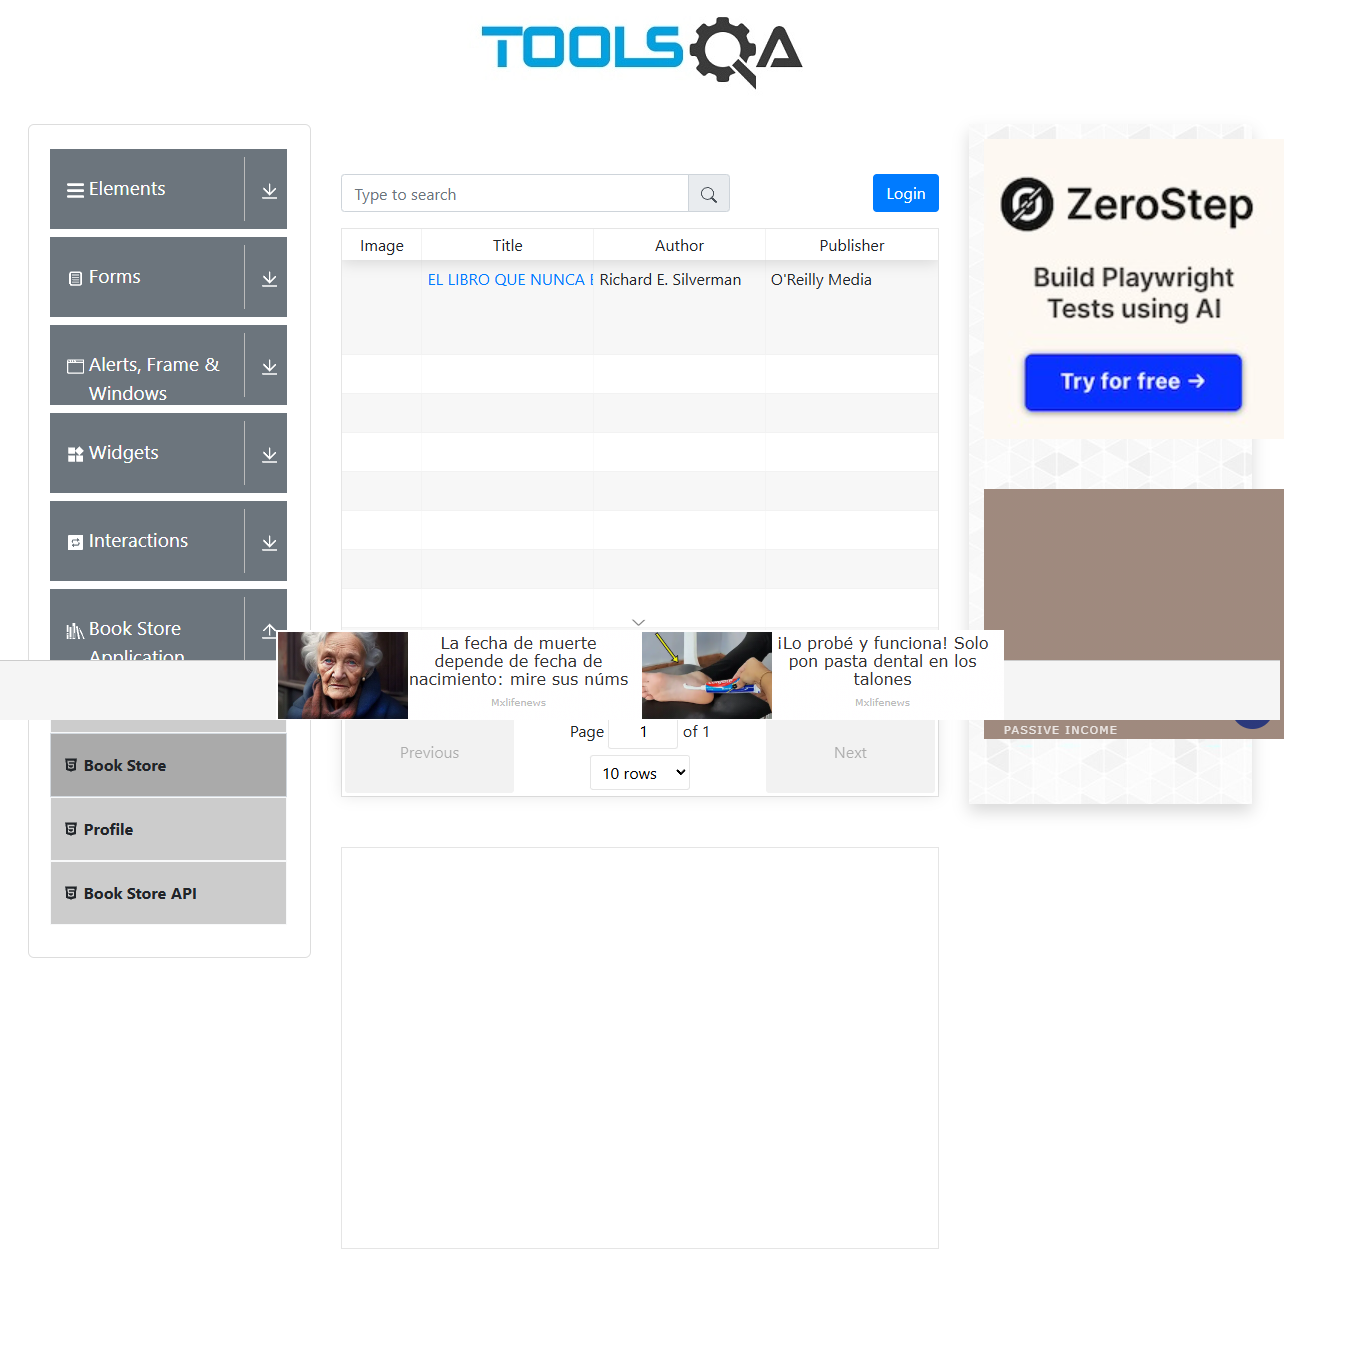 TOOLSQA
Elements
Forms
Alerts, Frame &
Windows
Widgets
Interactions
Book Store
Application
Book Store
Profile
Book Store API
Type to search
Login
Image Title Author Publisher
EL LIBRO QUE NUNCA Richard E. Silverman O'Reilly Media
La fecha de muerte
depende de fecha de
nacimiento: mire sus núms
Mxlifenews
¡Lo probé y funciona! Solo
pon pasta dental en los
talones
Mxlifenews
Previous
Page 1 of 1
10 rows
Next
ZeroStep
Build Playwright
Tests using AI
Try for free →
PASSIVE INCOME